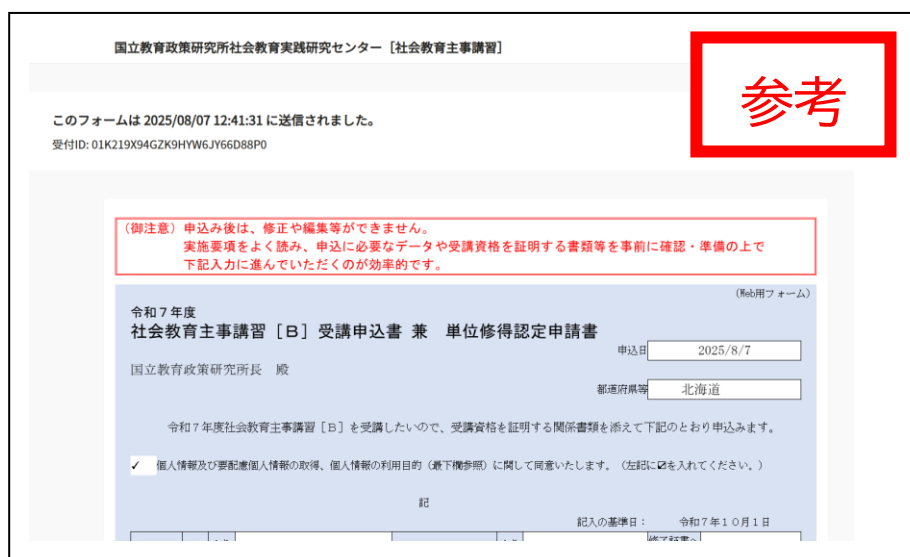 国立教育政策研究所社会教育実践研究センター［社会教育主事講習］
参考
このフォームは 2025/08/07 12:41:31 に送信されました。
受付ID: 01K219X94GZK9HYW6JY66D88P0
（御注意）申込み後は、修正や編集等ができません。
実施要項をよく読み、申込に必要なデータや受講資格を証明する書類等を事前に確認・準備の上で
下記入力に進んでいただくのが効率的です。
（Web用フォーム）
令和７年度
社会教育主事講習［Ｂ］受講申込書 兼　単位修得認定申請書
申込日 2025/8/7
国立教育政策研究所長　殿
都道府県等 北海道
令和７年度社会教育主事講習［Ｂ］を受講したいので、受講資格を証明する関係書類を添えて下記のとおり申込みます。
✓ 個人情報及び要配慮個人情報の取得、個人情報の利用目的（最下欄参照）に関して同意いたします。（左記に☑を入れてください。）
記
記入の基準日：　令和７年１０月１日